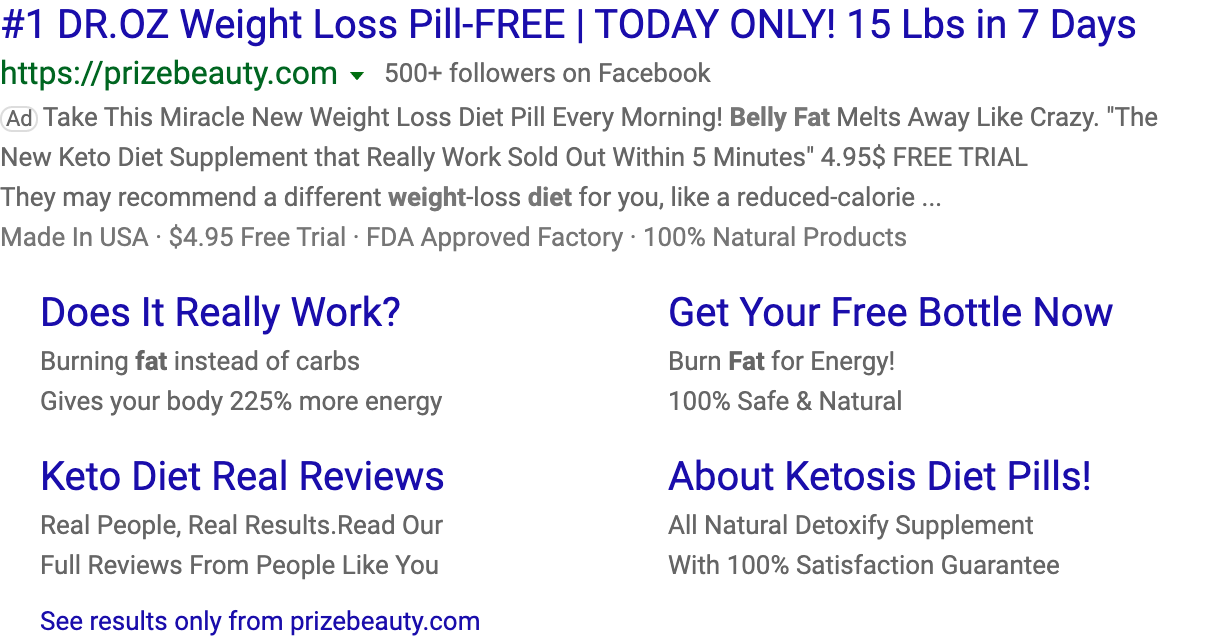 #1 DR.OZ Weight Loss Pill-FREE | TODAY ONLY! 15 Lbs in 7 Days
https://prizebeauty.com 500+ followers on Facebook
Ad Take This Miracle New Weight Loss Diet Pill Every Morning! Belly Fat Melts Away Like Crazy. "The
New Keto Diet Supplement that Really Work Sold Out Within 5 Minutes" 4.95$ FREE TRIAL
They may recommend a different weight-loss diet for you, like a reduced-calorie ...
Made In USA · $4.95 Free Trial · FDA Approved Factory · 100% Natural Products
Does It Really Work?
Burning fat instead of carbs
Gives your body 225% more energy
Get Your Free Bottle Now
Burn Fat for Energy!
100% Safe & Natural
Keto Diet Real Reviews
Real People, Real Results.Read Our
Full Reviews From People Like You
About Ketosis Diet Pills!
All Natural Detoxify Supplement
With 100% Satisfaction Guarantee
See results only from prizebeauty.com